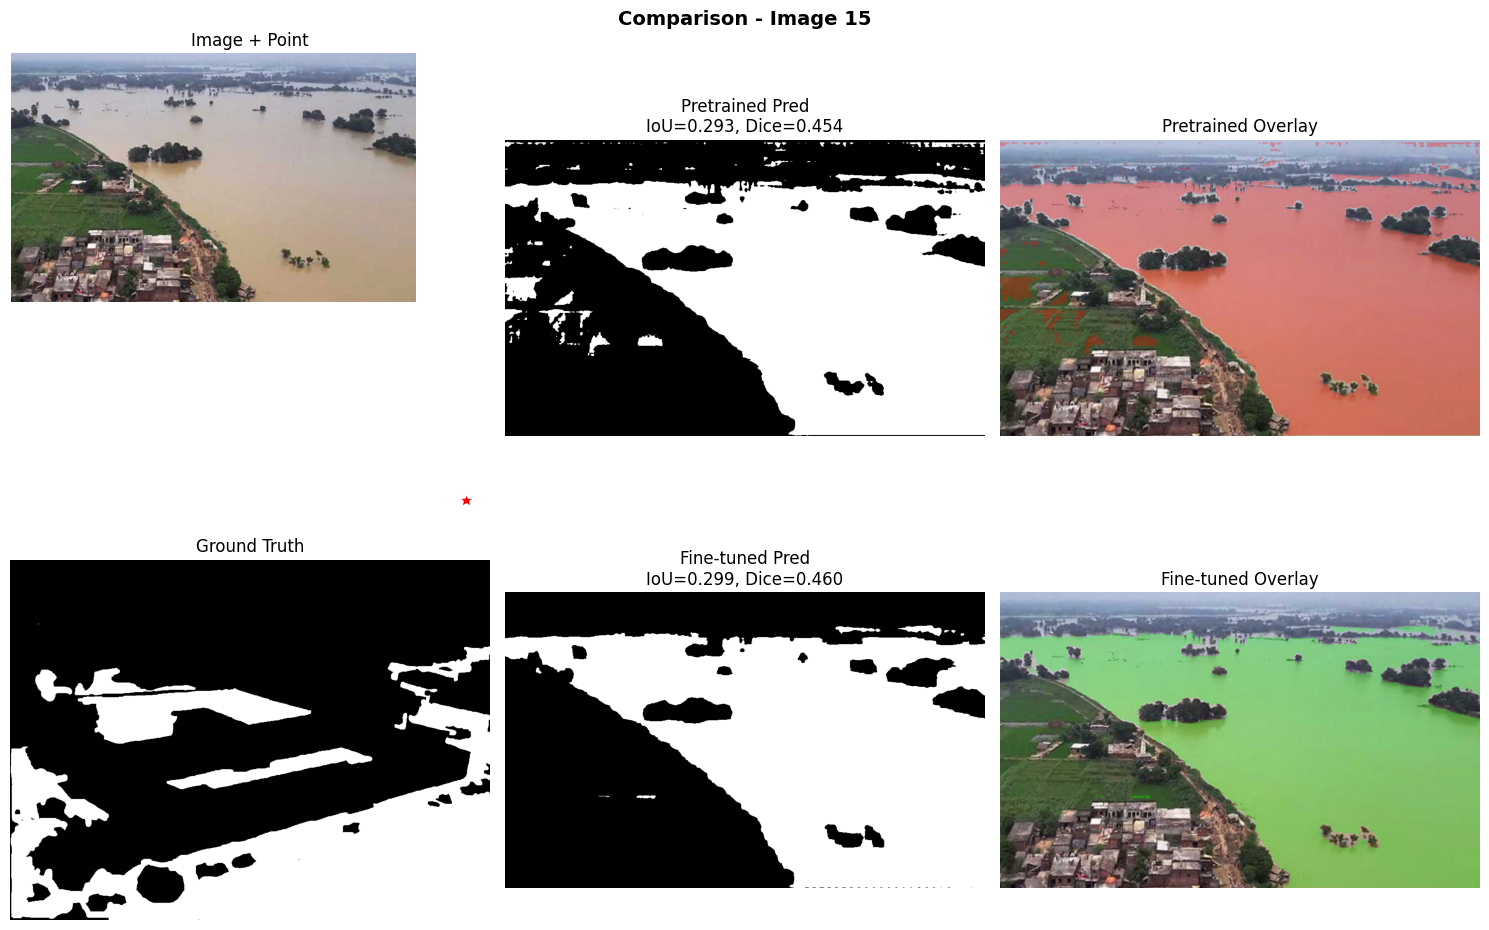 Comparison - Image 15
Image + Point
Pretrained Pred
IoU=0.293, Dice=0.454
Pretrained Overlay
Ground Truth
Fine-tuned Pred
IoU=0.299, Dice=0.460
Fine-tuned Overlay